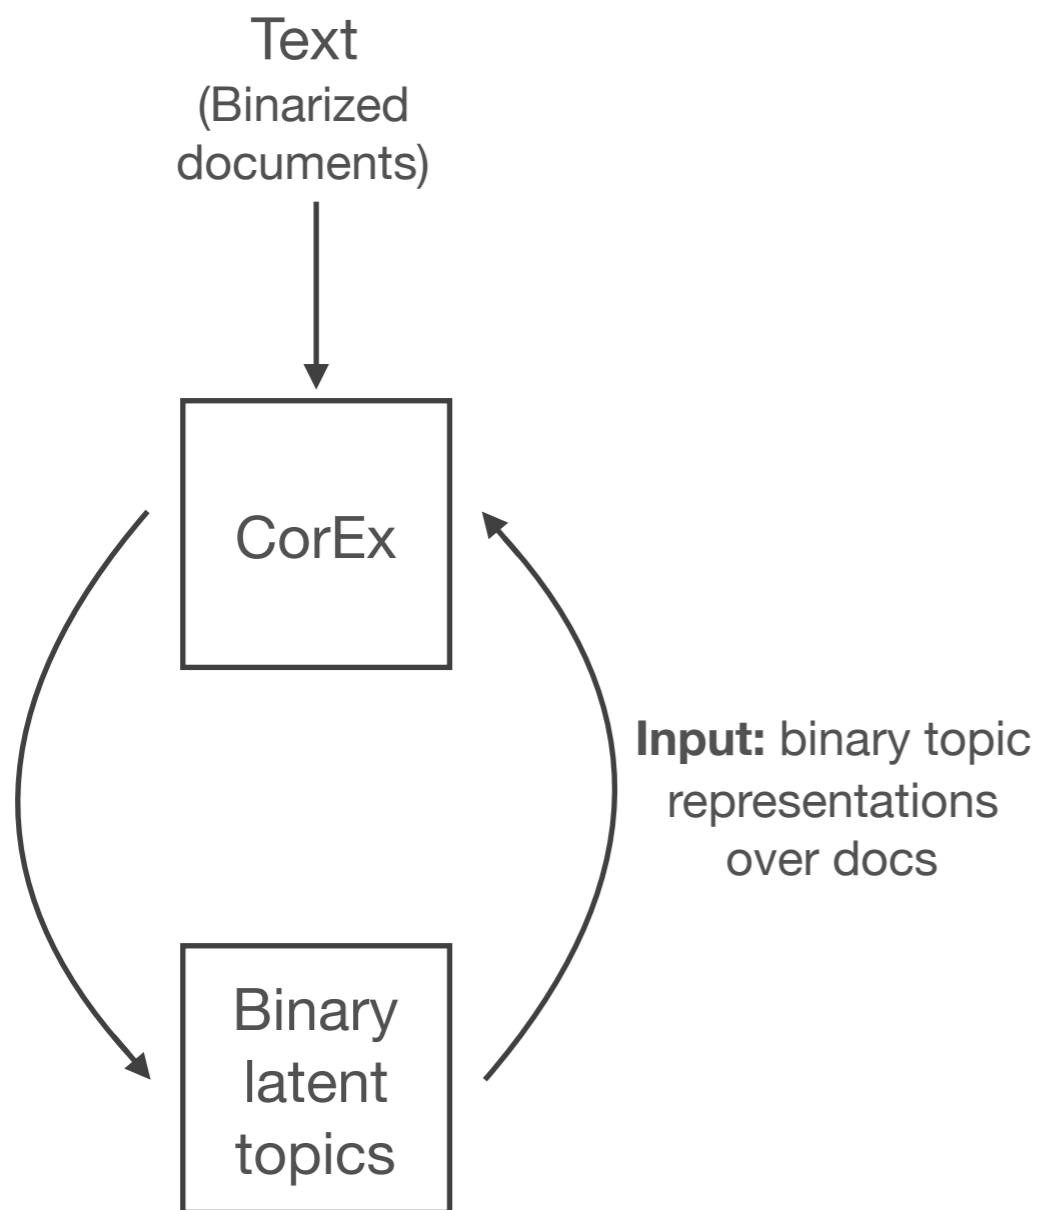 Text
(Binarized
documents)
CorEx
Input: binary topic
representations
over docs
Binary
latent
topics